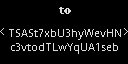 to
< TSASt7xbU3hyWevHN >
c3vtodTLwYqUA1seb